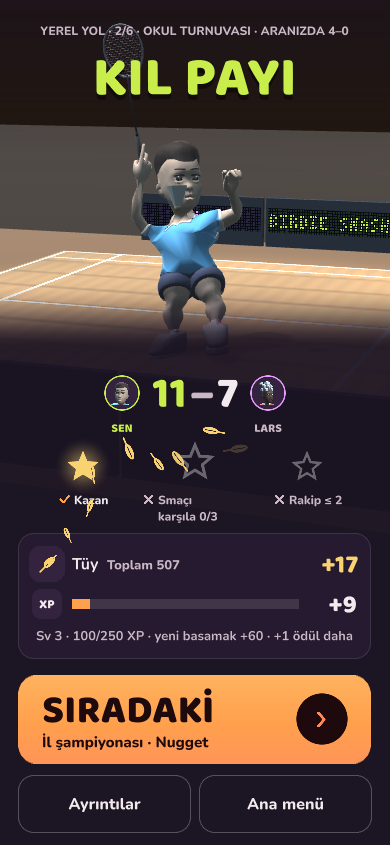 YEREL YOL · 2/6 · OKUL TURNUVASI · ARANIZDA 4–0
KIL PAYI
BIRDIE SMASH
11–7
SEN
LARS
Kazan
Smaçı
karşıla 0/3
Rakip ≤ 2
Tüy Toplam 507 +17
XP +9
Sv 3 · 100/250 XP · yeni basamak +60 · +1 ödül daha
SIRADAKİ
İl şampiyonası · Nugget
Ayrıntılar
Ana menü